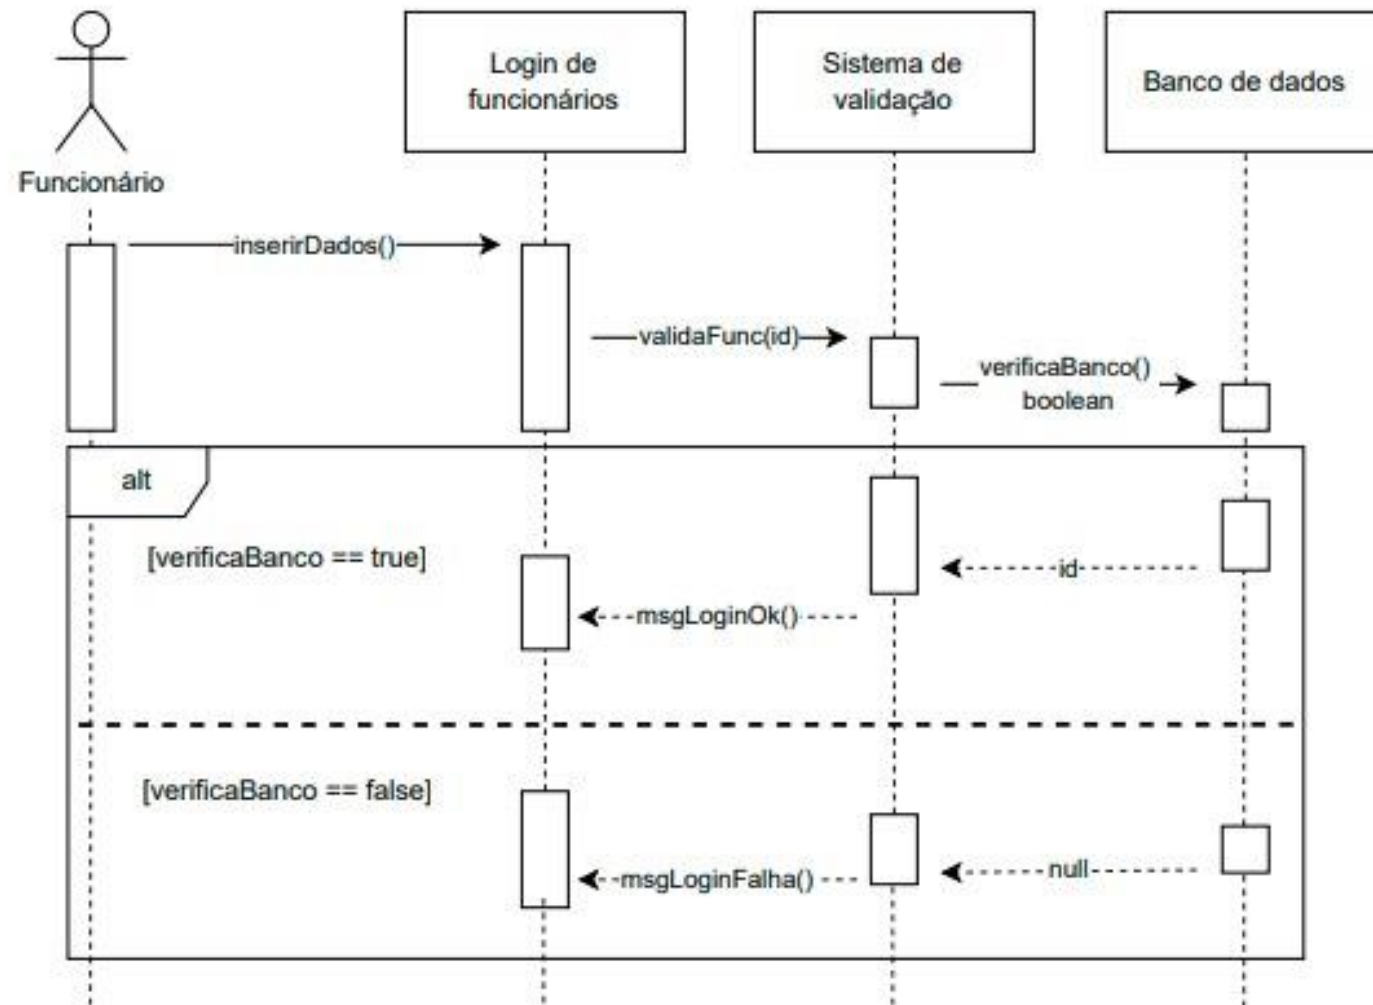 Login de
funcionários
Sistema de
validação
Banco de dados
Funcionário
inserirDados()
validaFunc(id)
verificaBanco()
boolean
alt
[verificaBanco == true]
id
msgLoginOk()
[verificaBanco == false]
null
msgLoginFalha()